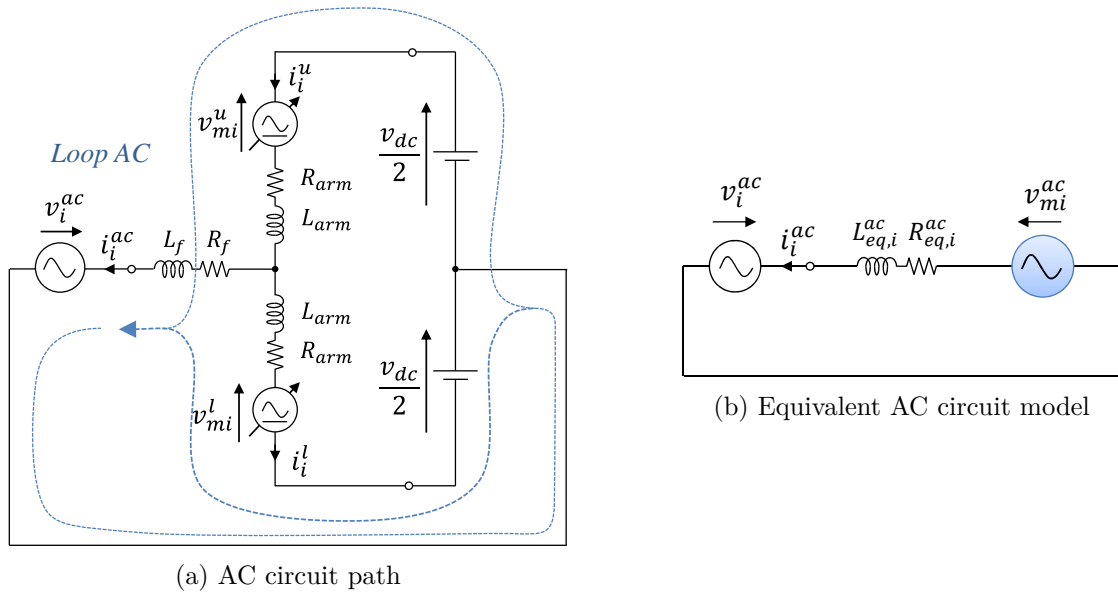 i_i^u
v_{mi}^u
\frac{v_{dc}}{2}
Loop AC
R_{arm}
L_{arm}
v_i^{ac}
i_i^{ac}
L_f
R_f
L_{arm}
R_{arm}
\frac{v_{dc}}{2}
v_{mi}^l
i_i^l
(a) AC circuit path
v_i^{ac}
v_{mi}^{ac}
i_i^{ac}
L_{eq,i}^{ac}
R_{eq,i}^{ac}
(b) Equivalent AC circuit model